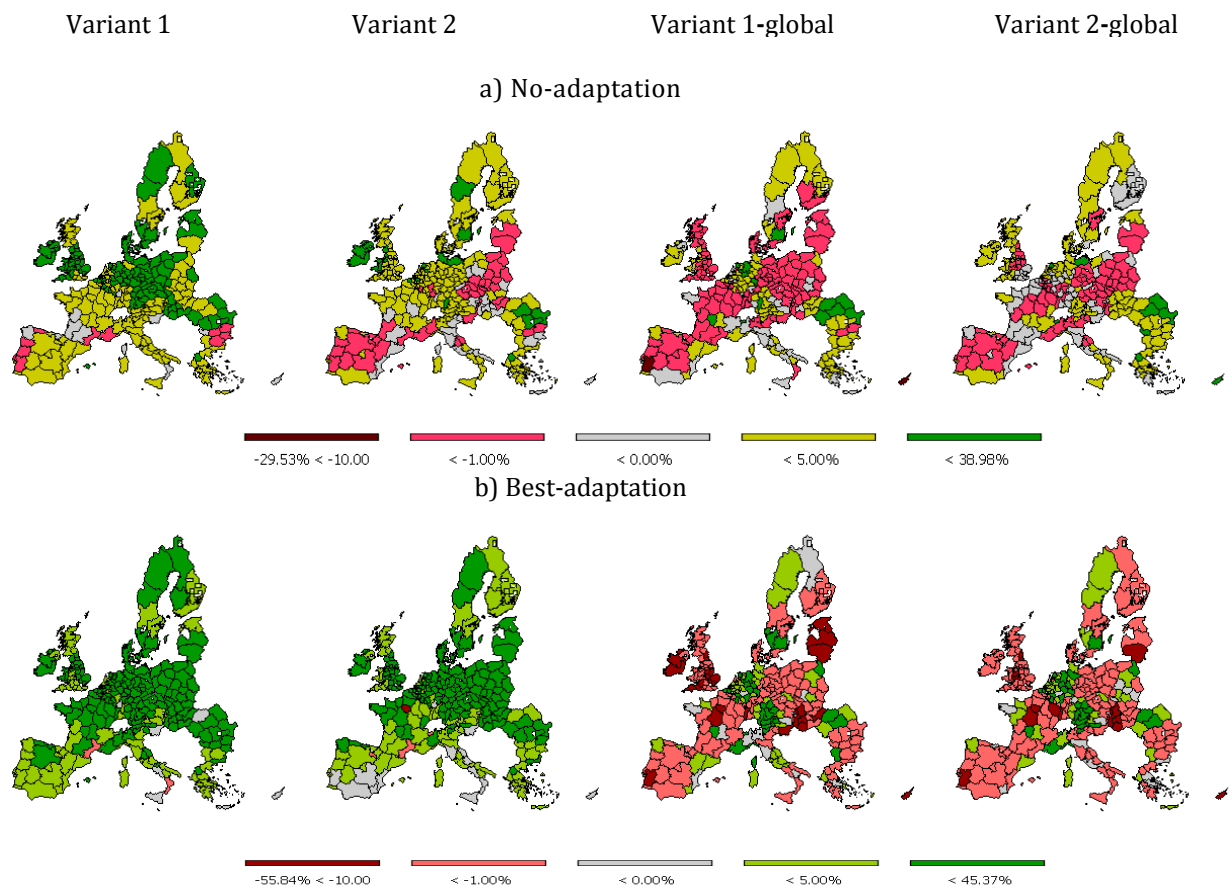 Variant 1 Variant 2 Variant 1-global Variant 2-global
a) No-adaptation
-29.53% < -10.00 < -1.00% < 0.00% < 5.00% < 38.98%
b) Best-adaptation
-55.84% < -10.00 < -1.00% < 0.00% < 5.00% < 45.37%